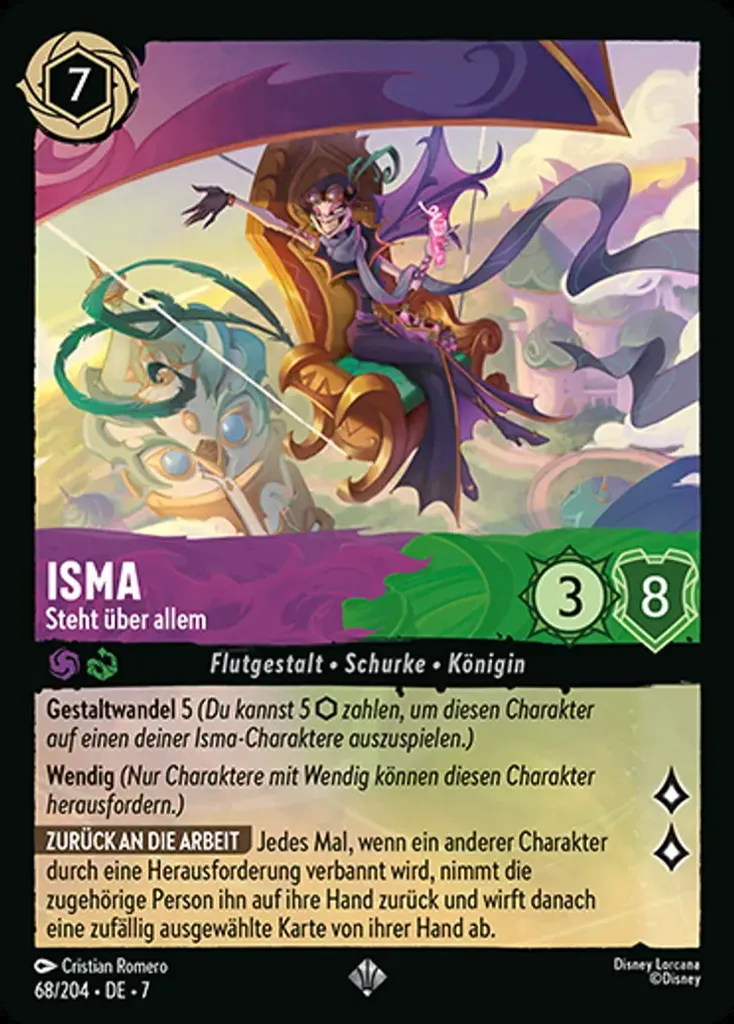 7
ISMA
Steht über allem
3
8
Flutgestalt • Schurke • Königin
Gestaltwandel 5 (Du kannst 5 ⬡ zahlen, um diesen Charakter
auf einen deiner Isma-Charaktere auszuspielen.)
Wendig (Nur Charaktere mit Wendig können diesen Charakter
herausfordern.)
ZURÜCK AN DIE ARBEIT Jedes Mal, wenn ein anderer Charakter
durch eine Herausforderung verbannt wird, nimmt die
zugehörige Person ihn auf ihre Hand zurück und wirft danach
eine zufällig ausgewählte Karte von ihrer Hand ab.
Cristian Romero
68/204 • DE • 7
Disney Lorcana
©Disney